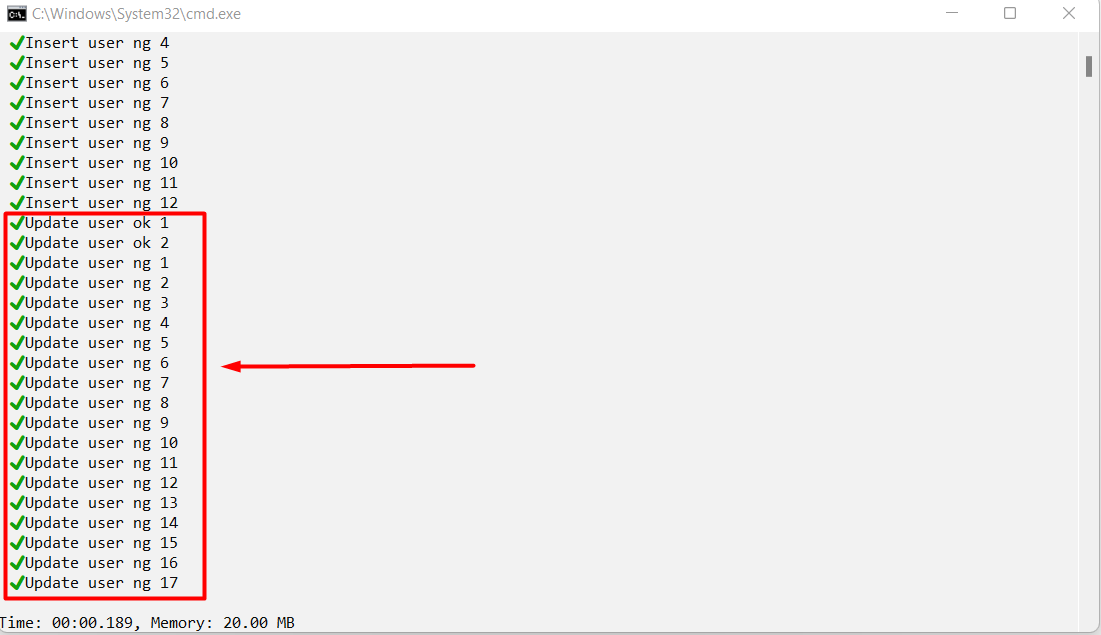 C:\Windows\System32\cmd.exe
✔Insert user ng 4
✔Insert user ng 5
✔Insert user ng 6
✔Insert user ng 7
✔Insert user ng 8
✔Insert user ng 9
✔Insert user ng 10
✔Insert user ng 11
✔Insert user ng 12
✔Update user ok 1
✔Update user ok 2
✔Update user ng 1
✔Update user ng 2
✔Update user ng 3
✔Update user ng 4
✔Update user ng 5
✔Update user ng 6
✔Update user ng 7
✔Update user ng 8
✔Update user ng 9
✔Update user ng 10
✔Update user ng 11
✔Update user ng 12
✔Update user ng 13
✔Update user ng 14
✔Update user ng 15
✔Update user ng 16
✔Update user ng 17
Time: 00:00.189, Memory: 20.00 MB